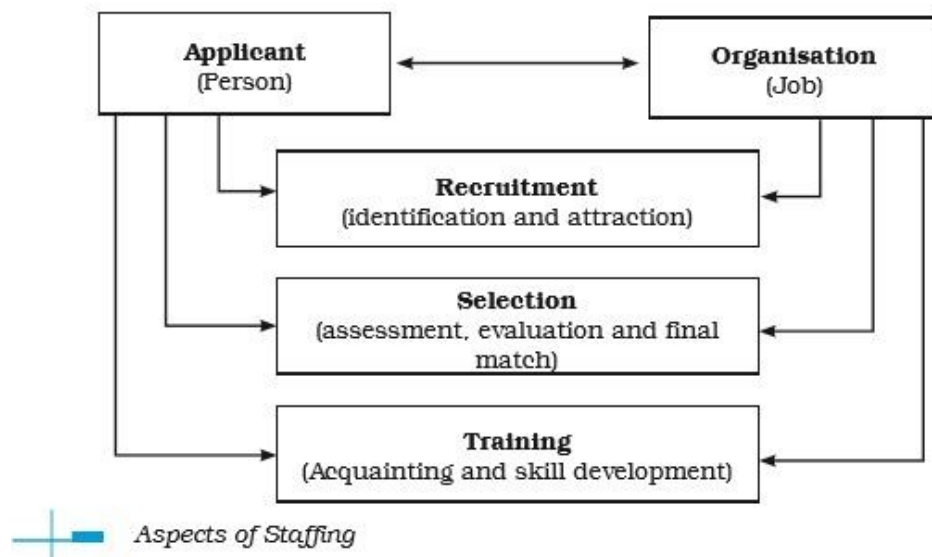 Applicant
(Person)
Organisation
(Job)
Recruitment
(identification and attraction)
Selection
(assessment, evaluation and final
match)
Training
(Acquainting and skill development)
Aspects of Staffing